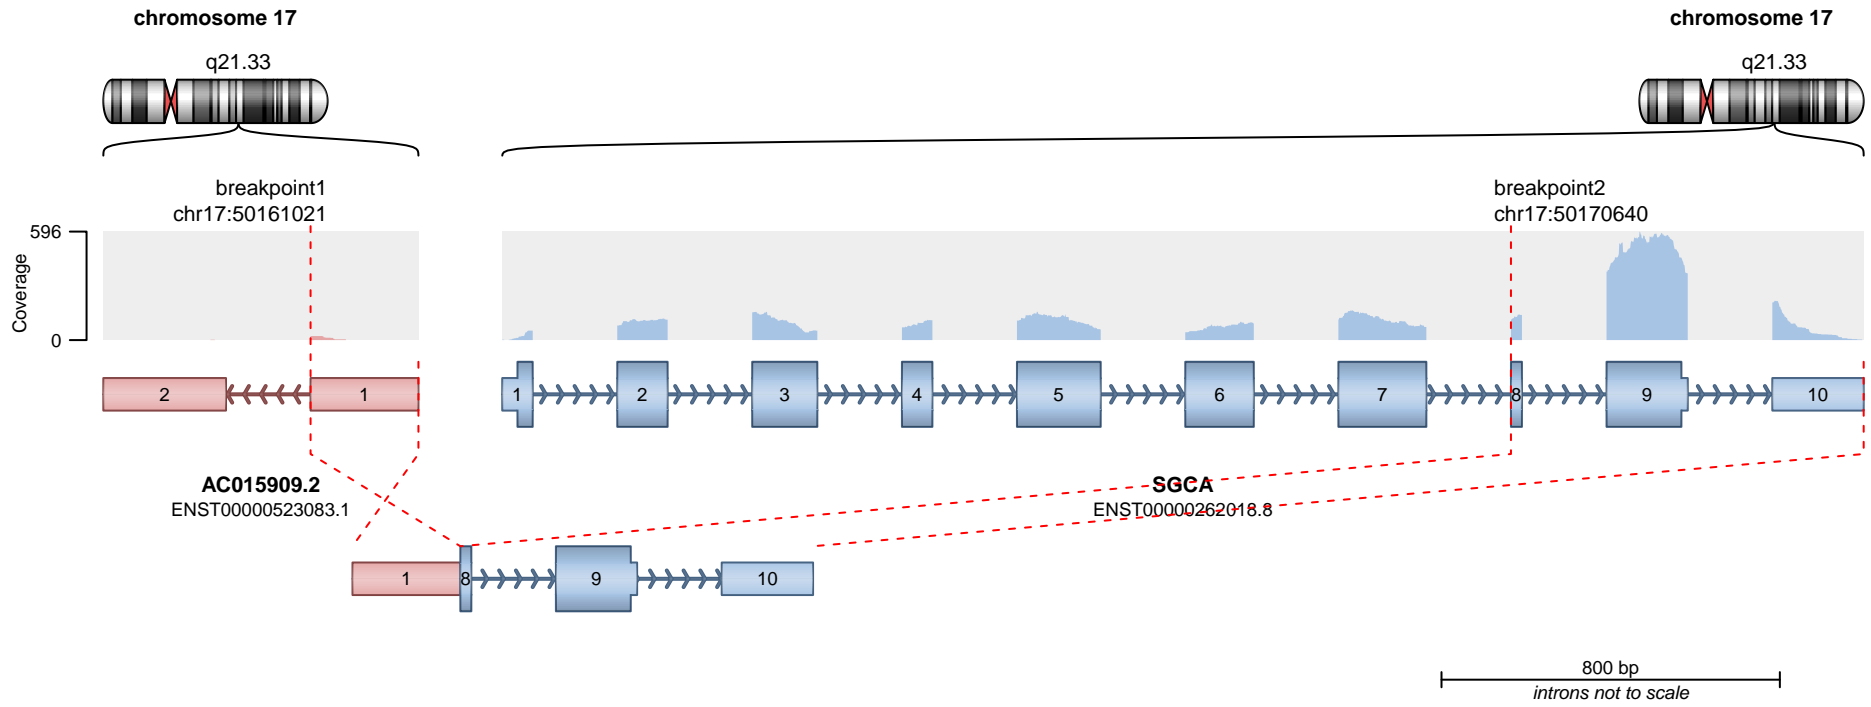 chromosome 17
chromosome 17
q21.33
q21.33
breakpoint1
chr17:50161021
breakpoint2
chr17:50170640
596
0
Coverage
2 1
1 2 3 4 5 6 7 8 9 10
AC015909.2
ENST00000523083.1
SGCA
ENST00000262018.8
1 8 9 10
800 bp
introns not to scale